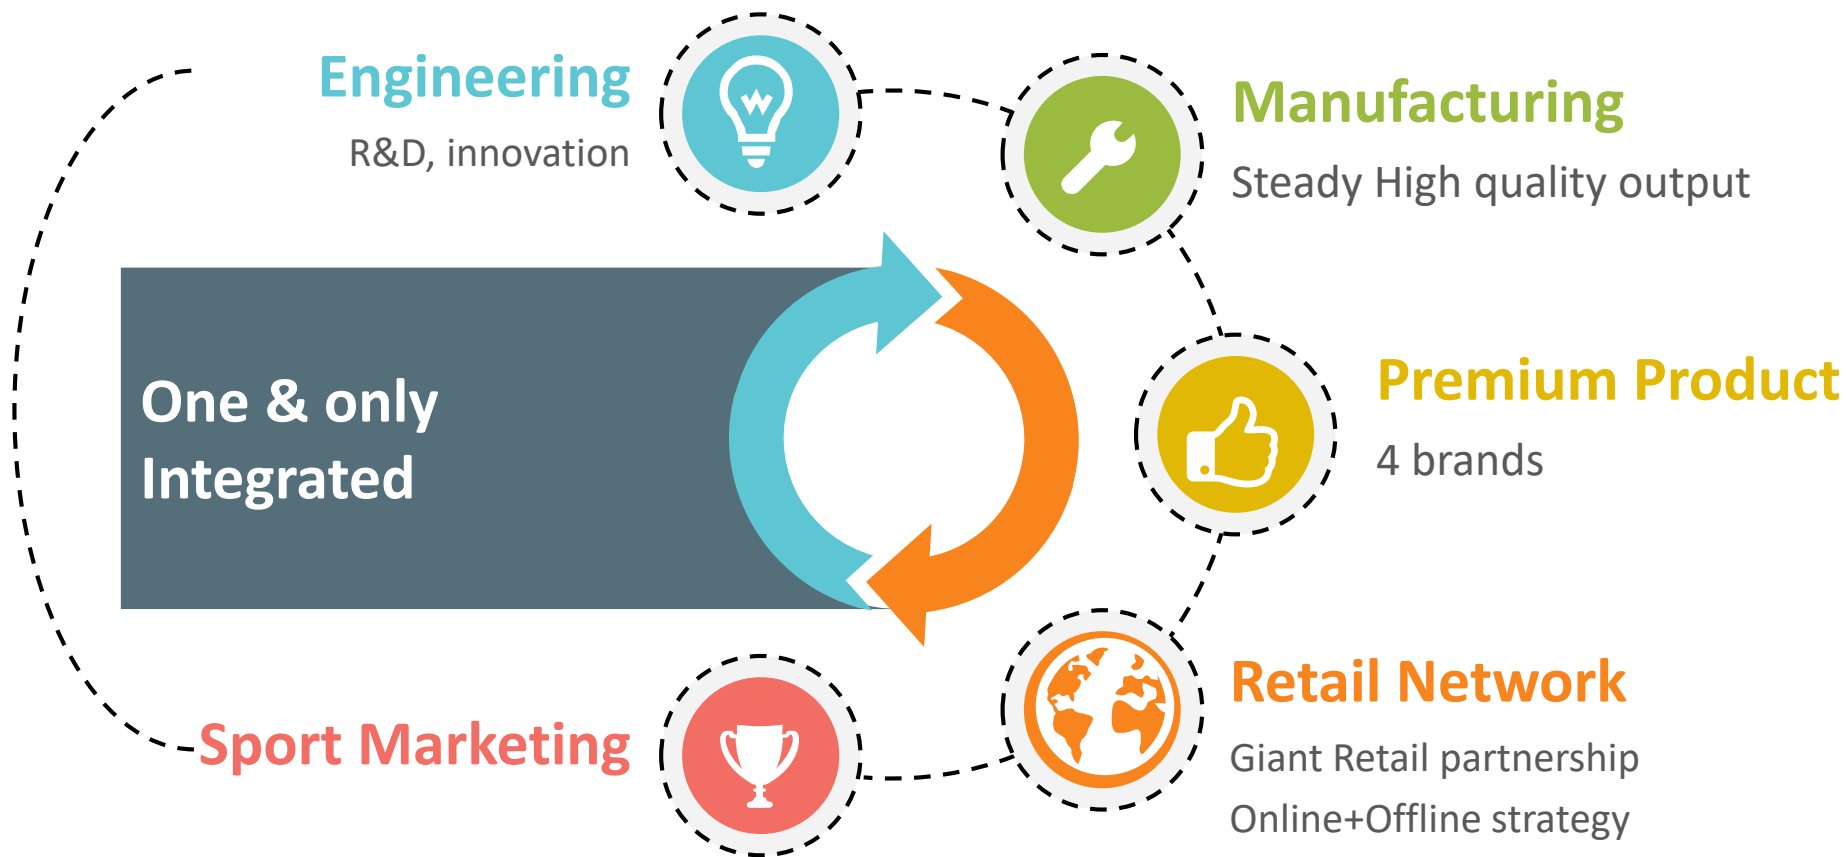 Engineering
R&D, innovation
Manufacturing
Steady High quality output
One & only
Integrated
Premium Product
4 brands
Retail Network
Giant Retail partnership
Online+Offline strategy
Sport Marketing